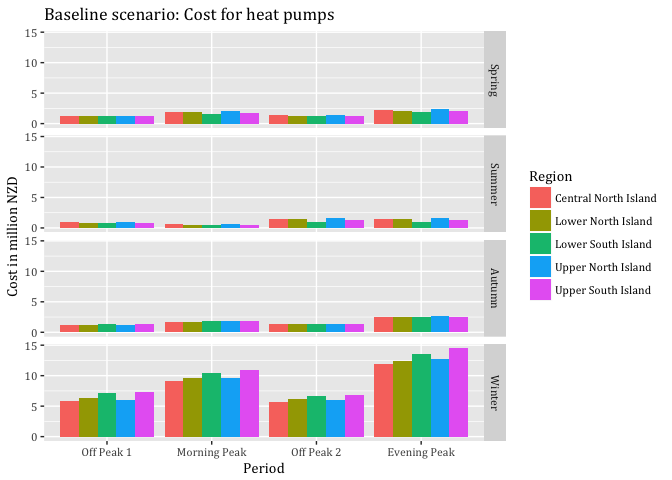 Baseline scenario: Cost for heat pumps
Cost in million NZD
15
10
5
0
Spring
15
10
5
0
Summer
15
10
5
0
Autumn
15
10
5
0
Winter
Off Peak 1
Morning Peak
Off Peak 2
Evening Peak
Period
Region
Central North Island
Lower North Island
Lower South Island
Upper North Island
Upper South Island